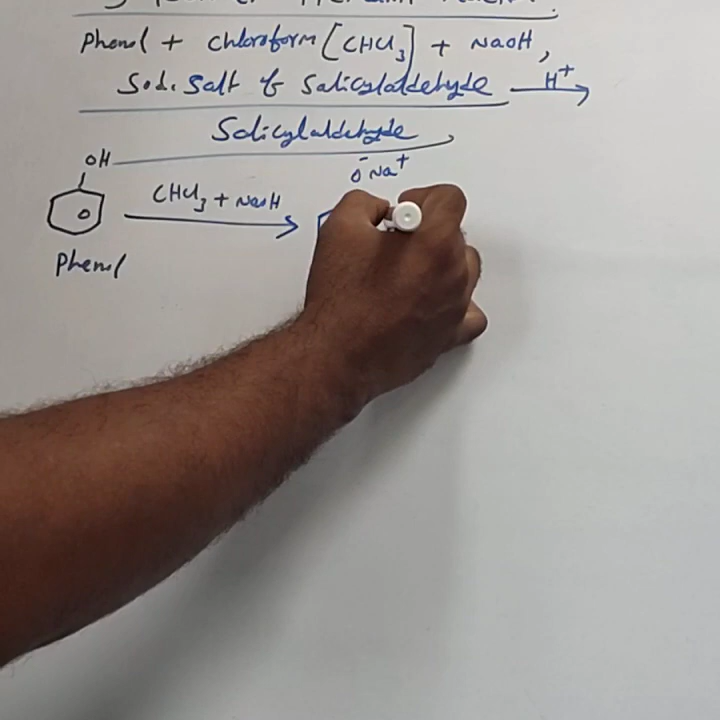 Phenol + Chloroform [CHCl3] + NaOH,
Sod. Salt of Salicylaldehyde H+
Salicylaldehyde
OH
O-Na+
CHCl3 + NaOH
Phenol